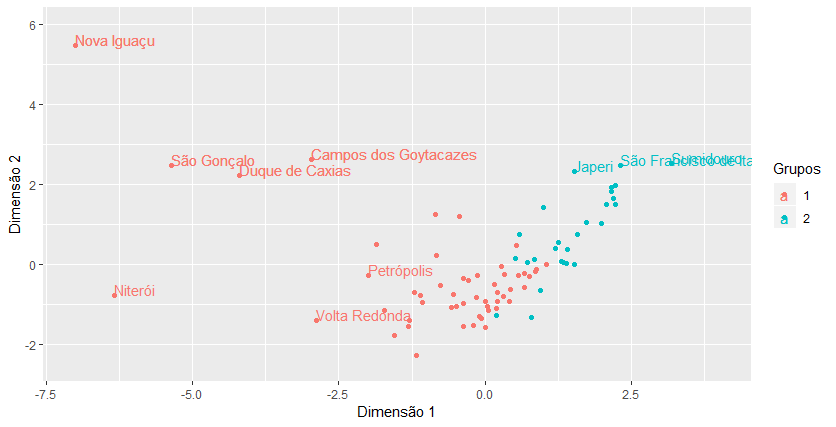 6
4
2
0
-2
Dimensão 2
Nova Iguaçu
São Gonçalo
Campos dos Goytacazes
Duque de Caxias
Japeri
São Francisco de Ita
Sumidouro
Petrópolis
Niterói
Volta Redonda
-7.5
-5.0
-2.5
0.0
2.5
Dimensão 1
Grupos
a 1
a 2